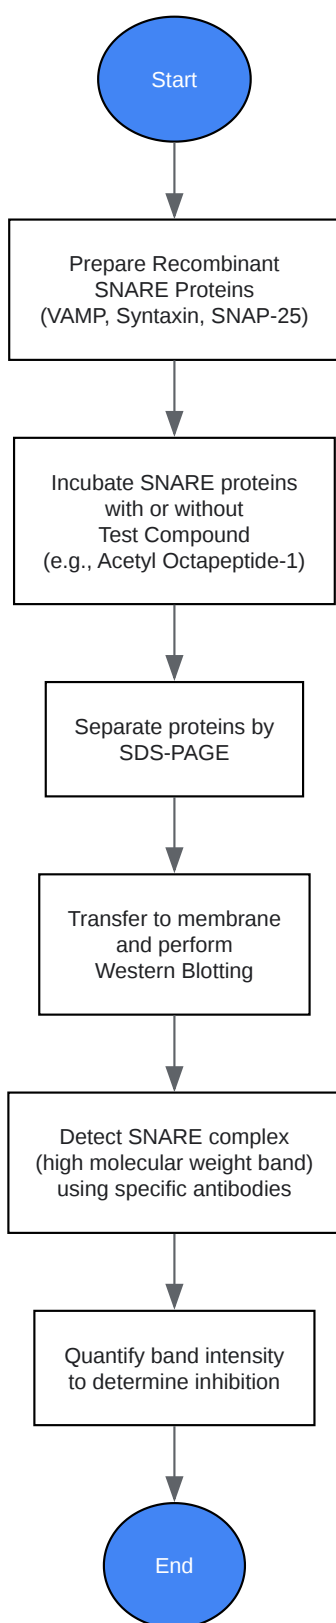 Start
Prepare Recombinant
SNARE Proteins
(VAMP, Syntaxin, SNAP-25)
Incubate SNARE proteins
with or without
Test Compound
(e.g., Acetyl Octapeptide-1)
Separate proteins by
SDS-PAGE
Transfer to membrane
and perform
Western Blotting
Detect SNARE complex
(high molecular weight band)
using specific antibodies
Quantify band intensity
to determine inhibition
End